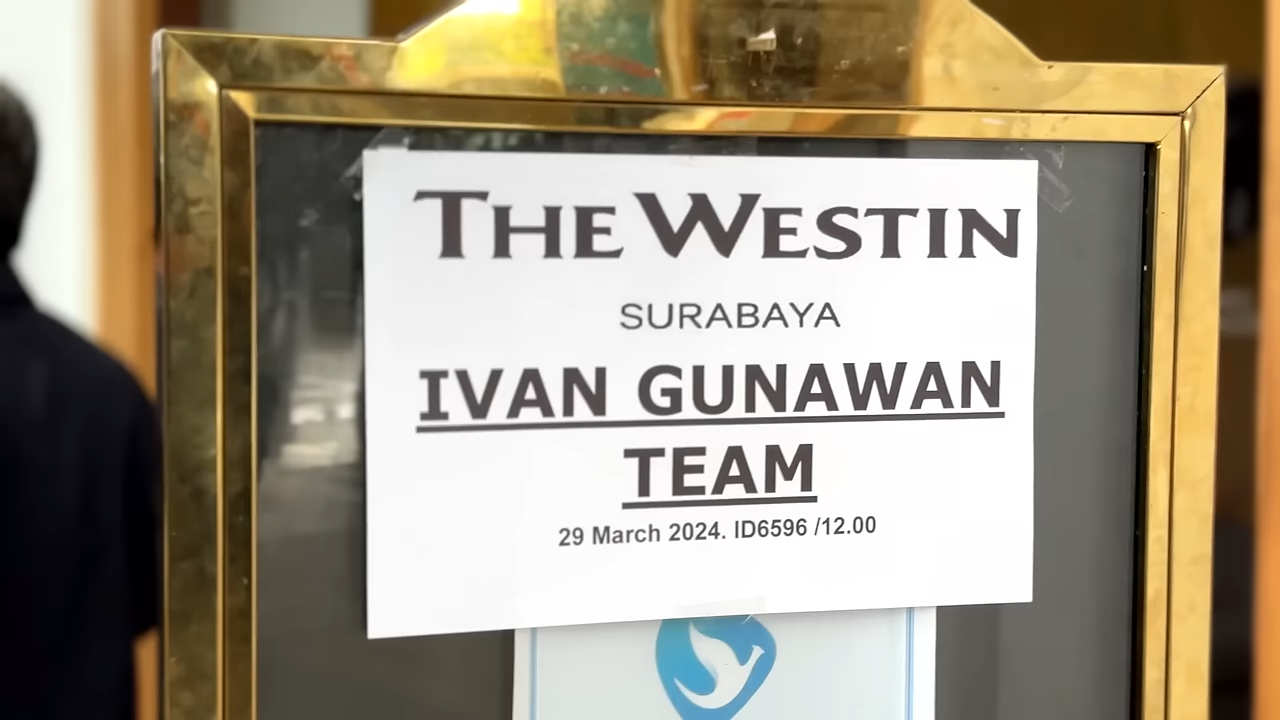 THE WESTIN
SURABAYA
IVAN GUNAWAN
TEAM
29 March 2024. ID6596 /12.00